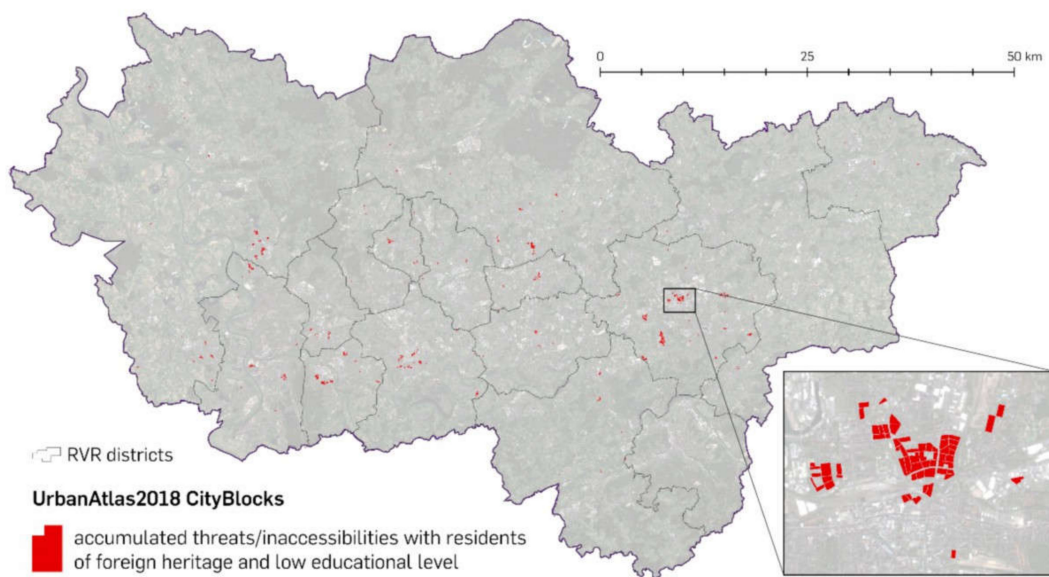 0 25 50 km
RVR districts
UrbanAtlas2018 CityBlocks
accumulated threats/inaccessibilities with residents
of foreign heritage and low educational level